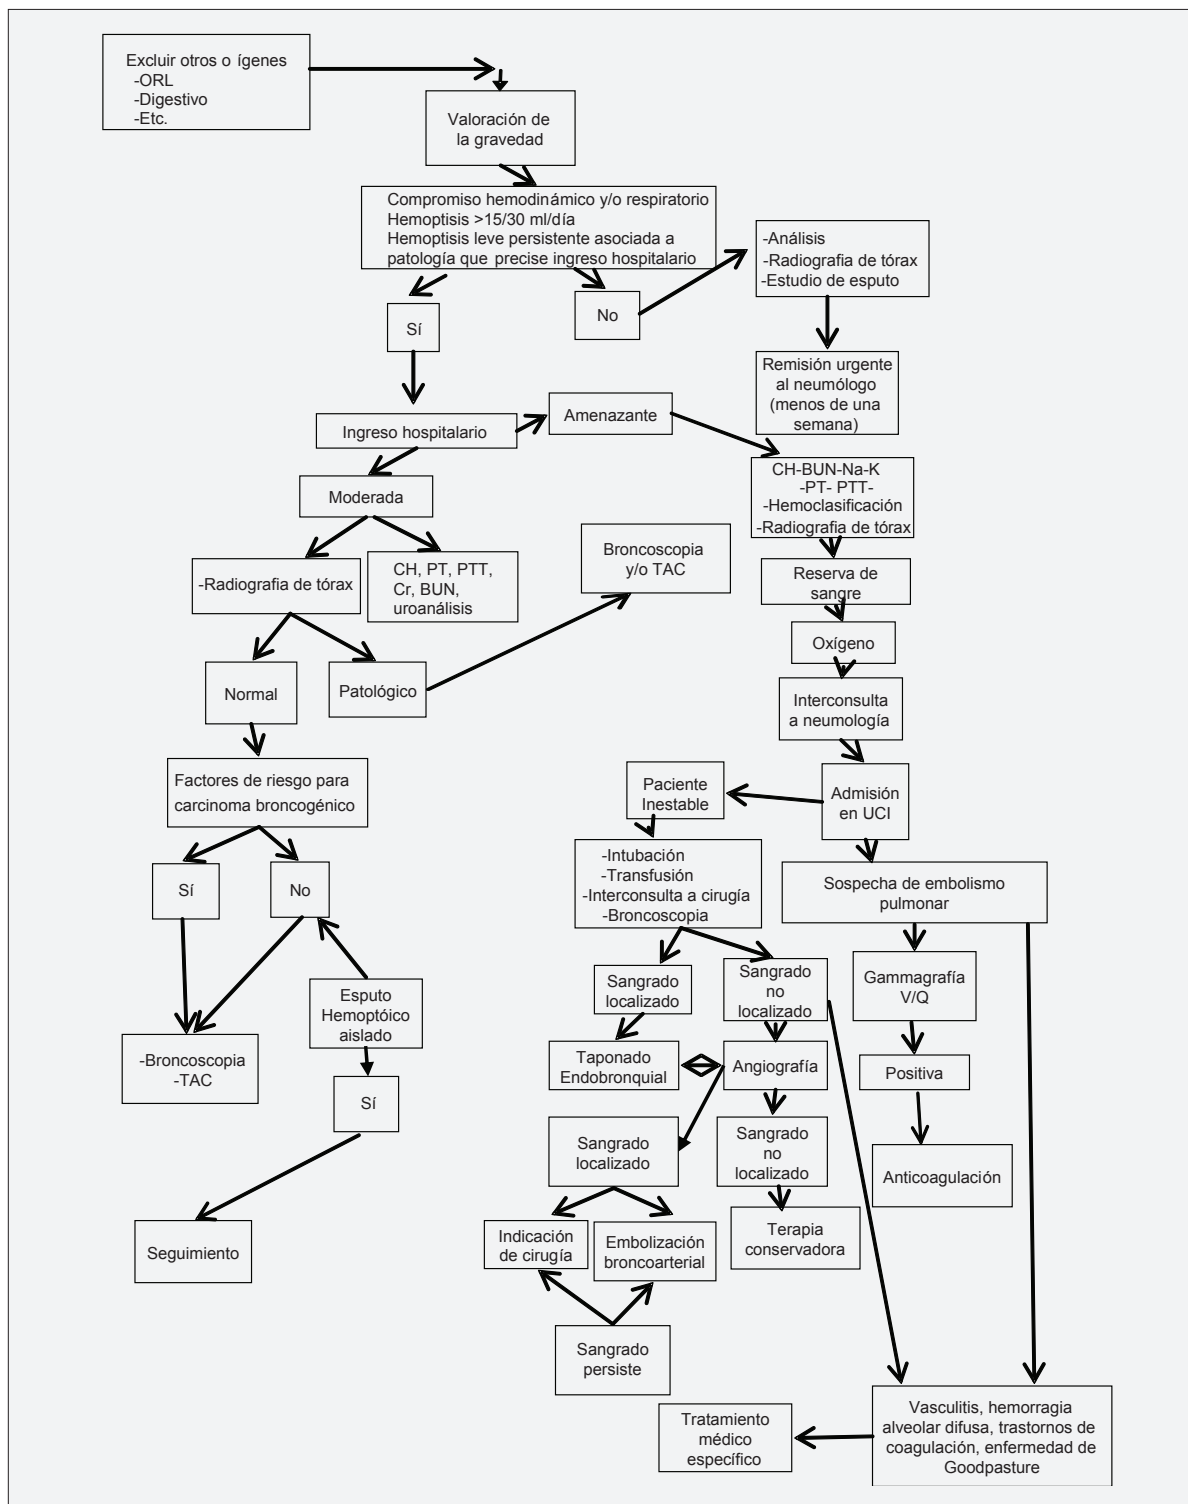 Excluir otros o ígenes
-ORL
-Digestivo
-Etc.
Valoración de
la gravedad
Compromiso hemodinámico y/o respiratorio
Hemoptisis >15/30 ml/día
Hemoptisis leve persistente asociada a
patología que precise ingreso hospitalario
-Análisis
-Radiografia de tórax
-Estudio de esputo
Sí
No
Remisión urgente
al neumólogo
(menos de una
semana)
Ingreso hospitalario
Amenazante
CH-BUN-Na-K
-PT- PTT-
-Hemoclasificación
-Radiografia de tórax
Moderada
-Radiografia de tórax
CH, PT, PTT,
Cr, BUN,
uroanálisis
Broncoscopia
y/o TAC
Reserva de
sangre
Oxígeno
Normal
Patológico
Interconsulta
a neumología
Factores de riesgo para
carcinoma broncogénico
Paciente
Inestable
Admisión
en UCI
Sí
No
-Intubación
-Transfusión
-Interconsulta a cirugía
-Broncoscopia
Sospecha de embolismo
pulmonar
Esputo
Hemoptóico
aislado
Sangrado
localizado
Sangrado
no
localizado
Gammagrafía
V/Q
-Broncoscopia
-TAC
Taponado
Endobronquial
Angiografía
Positiva
Sí
Sangrado
localizado
Sangrado
no
localizado
Anticoagulación
Seguimiento
Indicación
de cirugía
Embolización
broncoarterial
Terapia
conservadora
Sangrado
persiste
Tratamiento
médico
específico
Vasculitis, hemorragia
alveolar difusa, trastornos de
coagulación, enfermedad de
Goodpasture